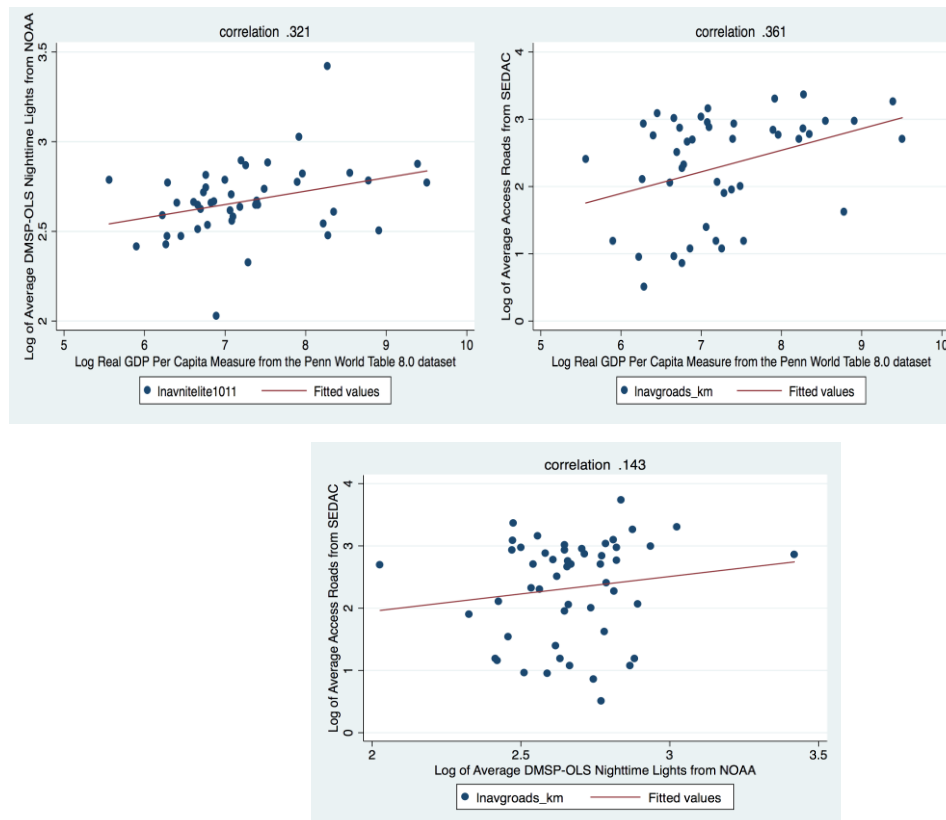 correlation .321
Log of Average DMSP-OLS Nighttime Lights from NOAA
3.5
3
2.5
2
5 6 7 8 9 10
Log Real GDP Per Capita Measure from the Penn World Table 8.0 dataset
lnavnitelite1011 Fitted values
correlation .361
Log of Average Access Roads from SEDAC
4
3
2
1
0
5 6 7 8 9 10
Log Real GDP Per Capita Measure from the Penn World Table 8.0 dataset
lnavgroads_km Fitted values
correlation .143
Log of Average Access Roads from SEDAC
4
3
2
1
0
2 2.5 3 3.5
Log of Average DMSP-OLS Nighttime Lights from NOAA
lnavgroads_km Fitted values